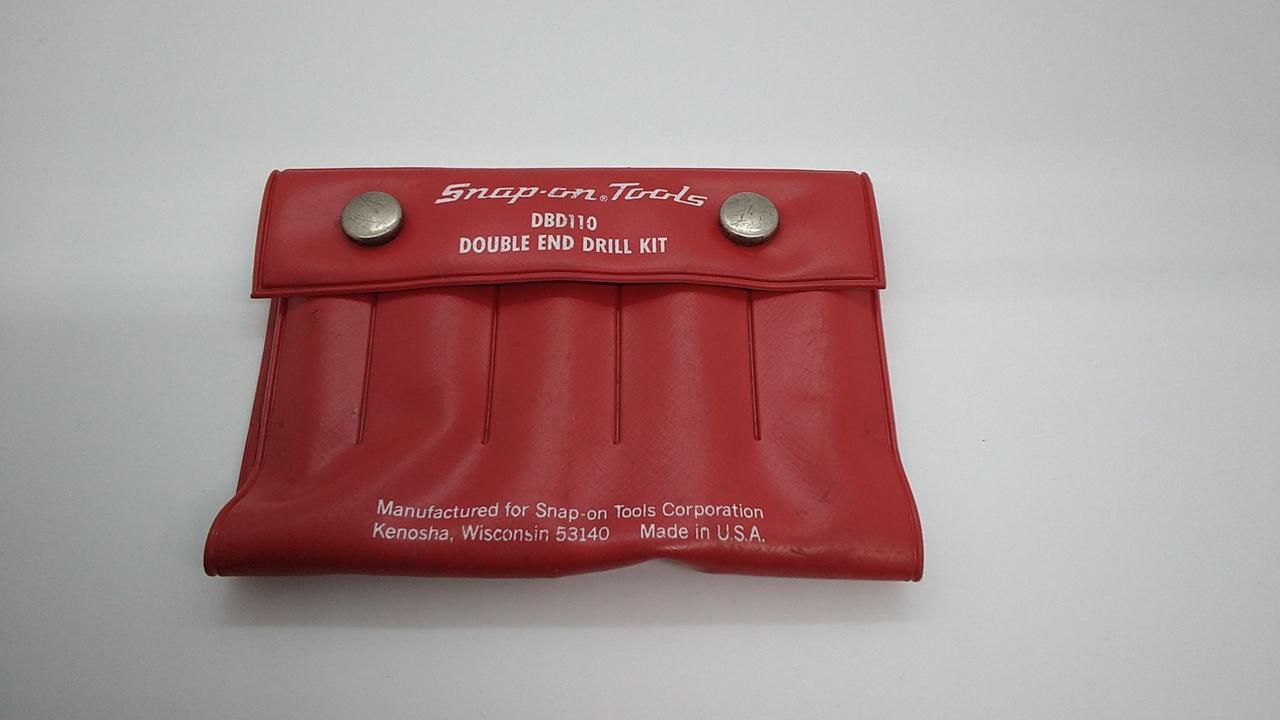 Snap-on® Tools
DBD110
DOUBLE END DRILL KIT
Manufactured for Snap-on Tools Corporation
Kenosha, Wisconsin 53140 Made in U.S.A.